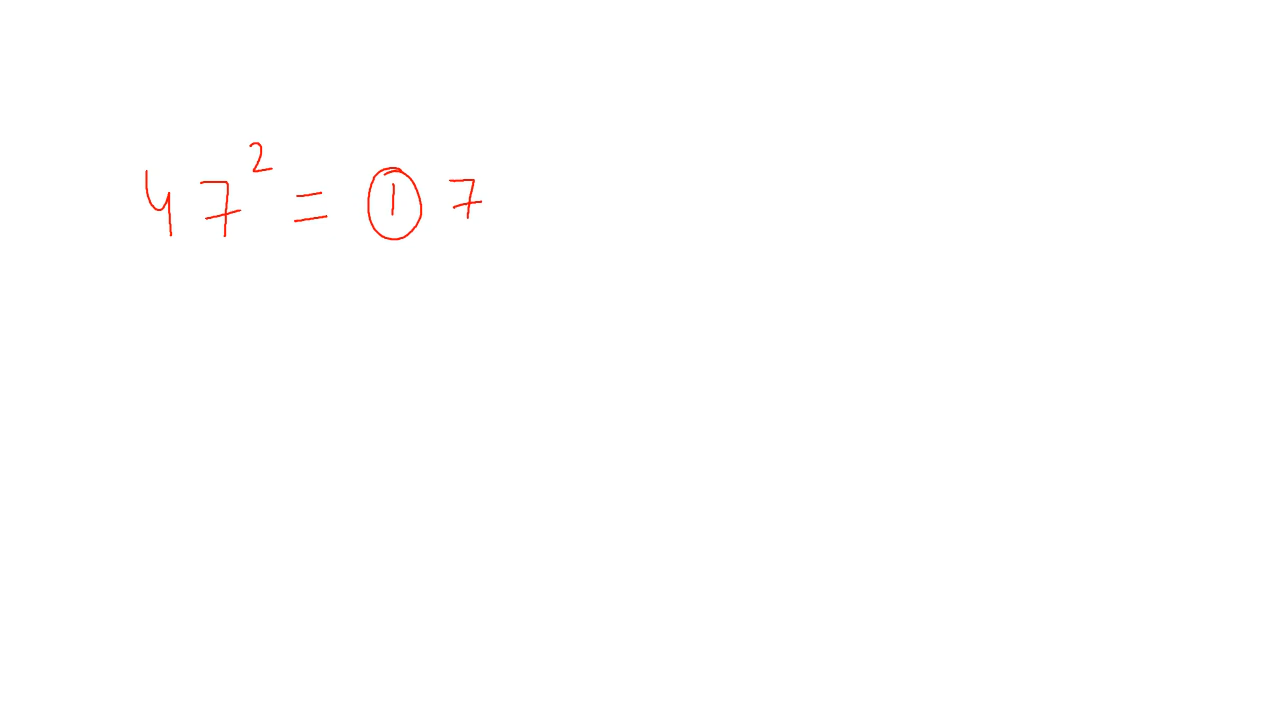 47² = ① 7